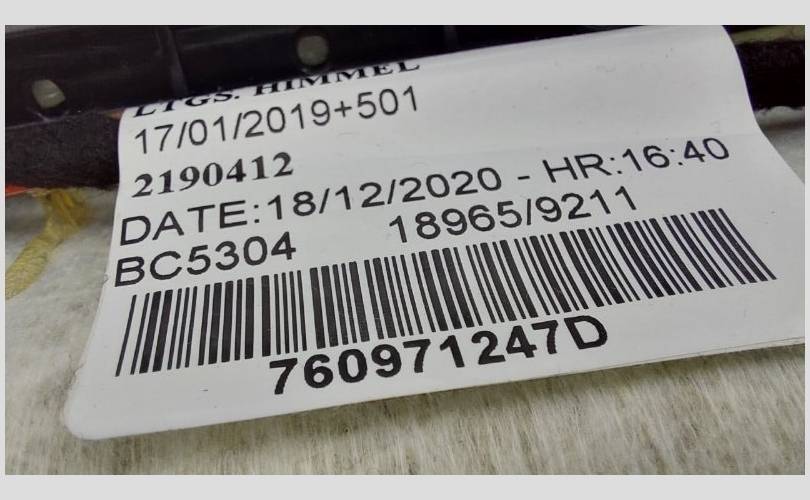 LTGS. HIMMEL
17/01/2019+501
2190412
DATE:18/12/2020 - HR:16:40
BC5304 18965/9211
760971247D